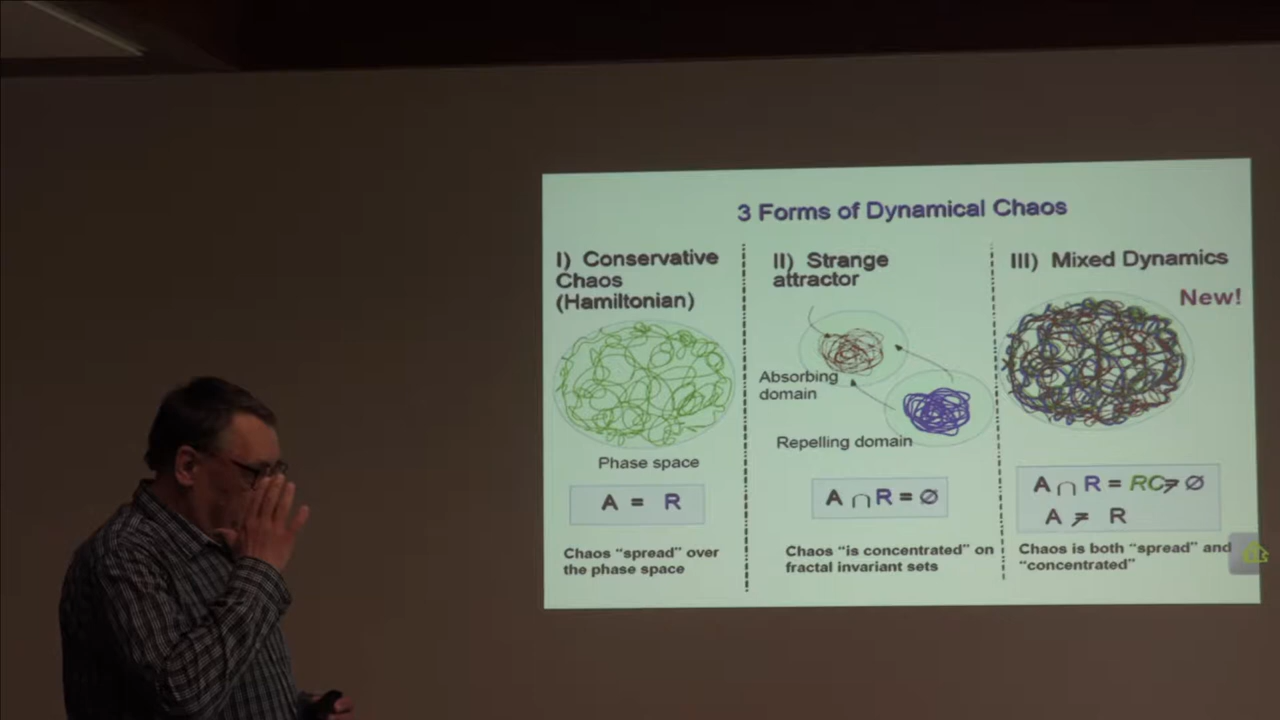 3 Forms of Dynamical Chaos
I) Conservative
Chaos
(Hamiltonian)
Phase space
A = R
Chaos "spread" over
the phase space
II) Strange
attractor
Absorbing
domain
Repelling domain
A ∩ R = ∅
Chaos "is concentrated" on
fractal invariant sets
III) Mixed Dynamics
New!
A ∩ R = RC ≠ ∅
A ≠ R
Chaos is both "spread" and
"concentrated"